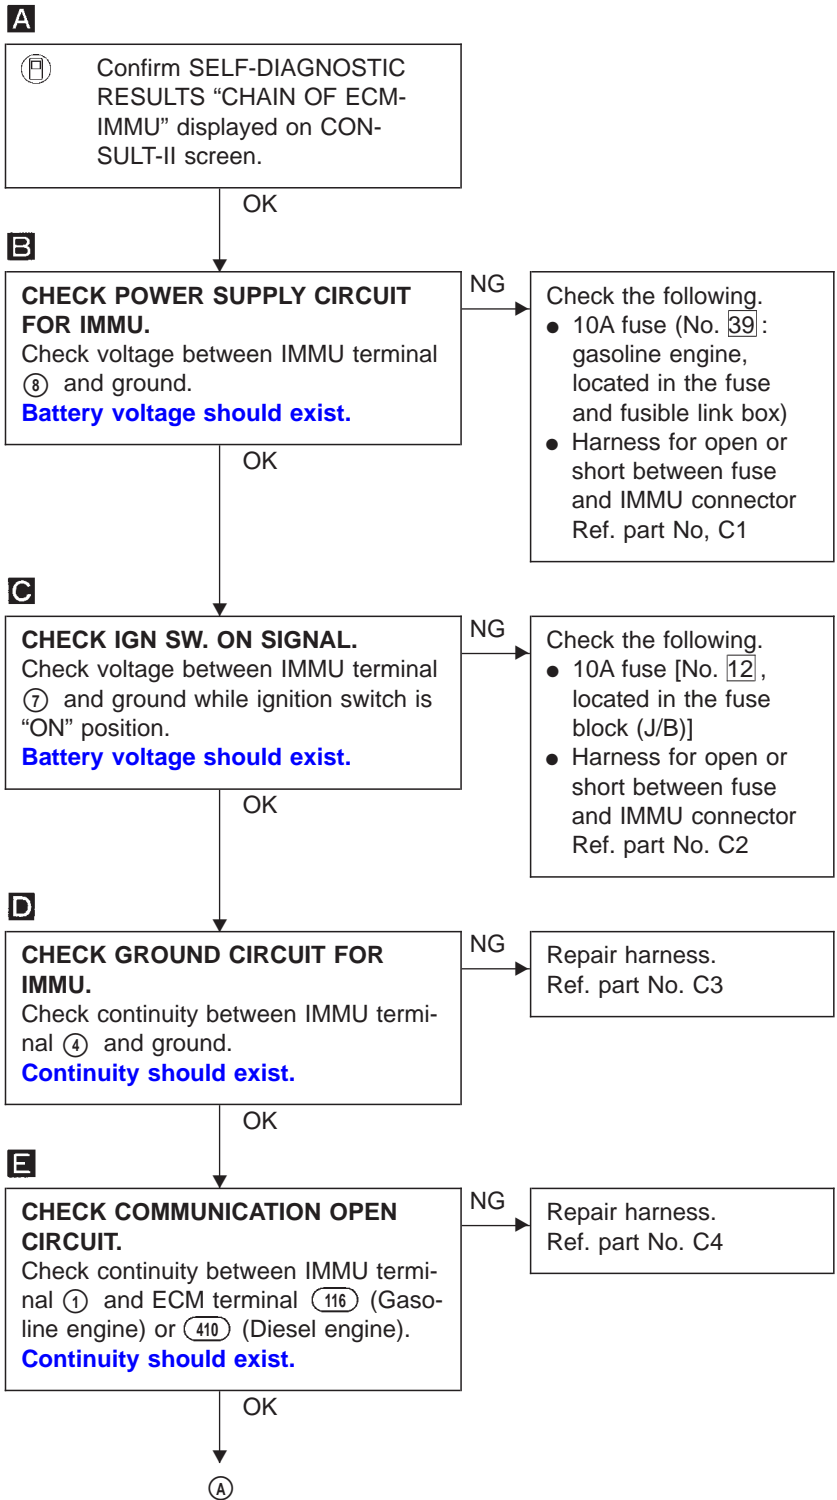 A
Confirm SELF-DIAGNOSTIC
RESULTS “CHAIN OF ECM-
IMMU” displayed on CON-
SULT-II screen.
OK
B
CHECK POWER SUPPLY CIRCUIT
FOR IMMU.
Check voltage between IMMU terminal
⑧ and ground.
Battery voltage should exist.
NG
Check the following.
● 10A fuse (No. 39 :
gasoline engine,
located in the fuse
and fusible link box)
● Harness for open or
short between fuse
and IMMU connector
Ref. part No, C1
OK
C
CHECK IGN SW. ON SIGNAL.
Check voltage between IMMU terminal
⑦ and ground while ignition switch is
“ON” position.
Battery voltage should exist.
NG
Check the following.
● 10A fuse [No. 12 ,
located in the fuse
block (J/B)]
● Harness for open or
short between fuse
and IMMU connector
Ref. part No. C2
OK
D
CHECK GROUND CIRCUIT FOR
IMMU.
Check continuity between IMMU termi-
nal ④ and ground.
Continuity should exist.
NG
Repair harness.
Ref. part No. C3
OK
E
CHECK COMMUNICATION OPEN
CIRCUIT.
Check continuity between IMMU termi-
nal ① and ECM terminal 116 (Gaso-
line engine) or 410 (Diesel engine).
Continuity should exist.
NG
Repair harness.
Ref. part No. C4
OK
Ⓐ